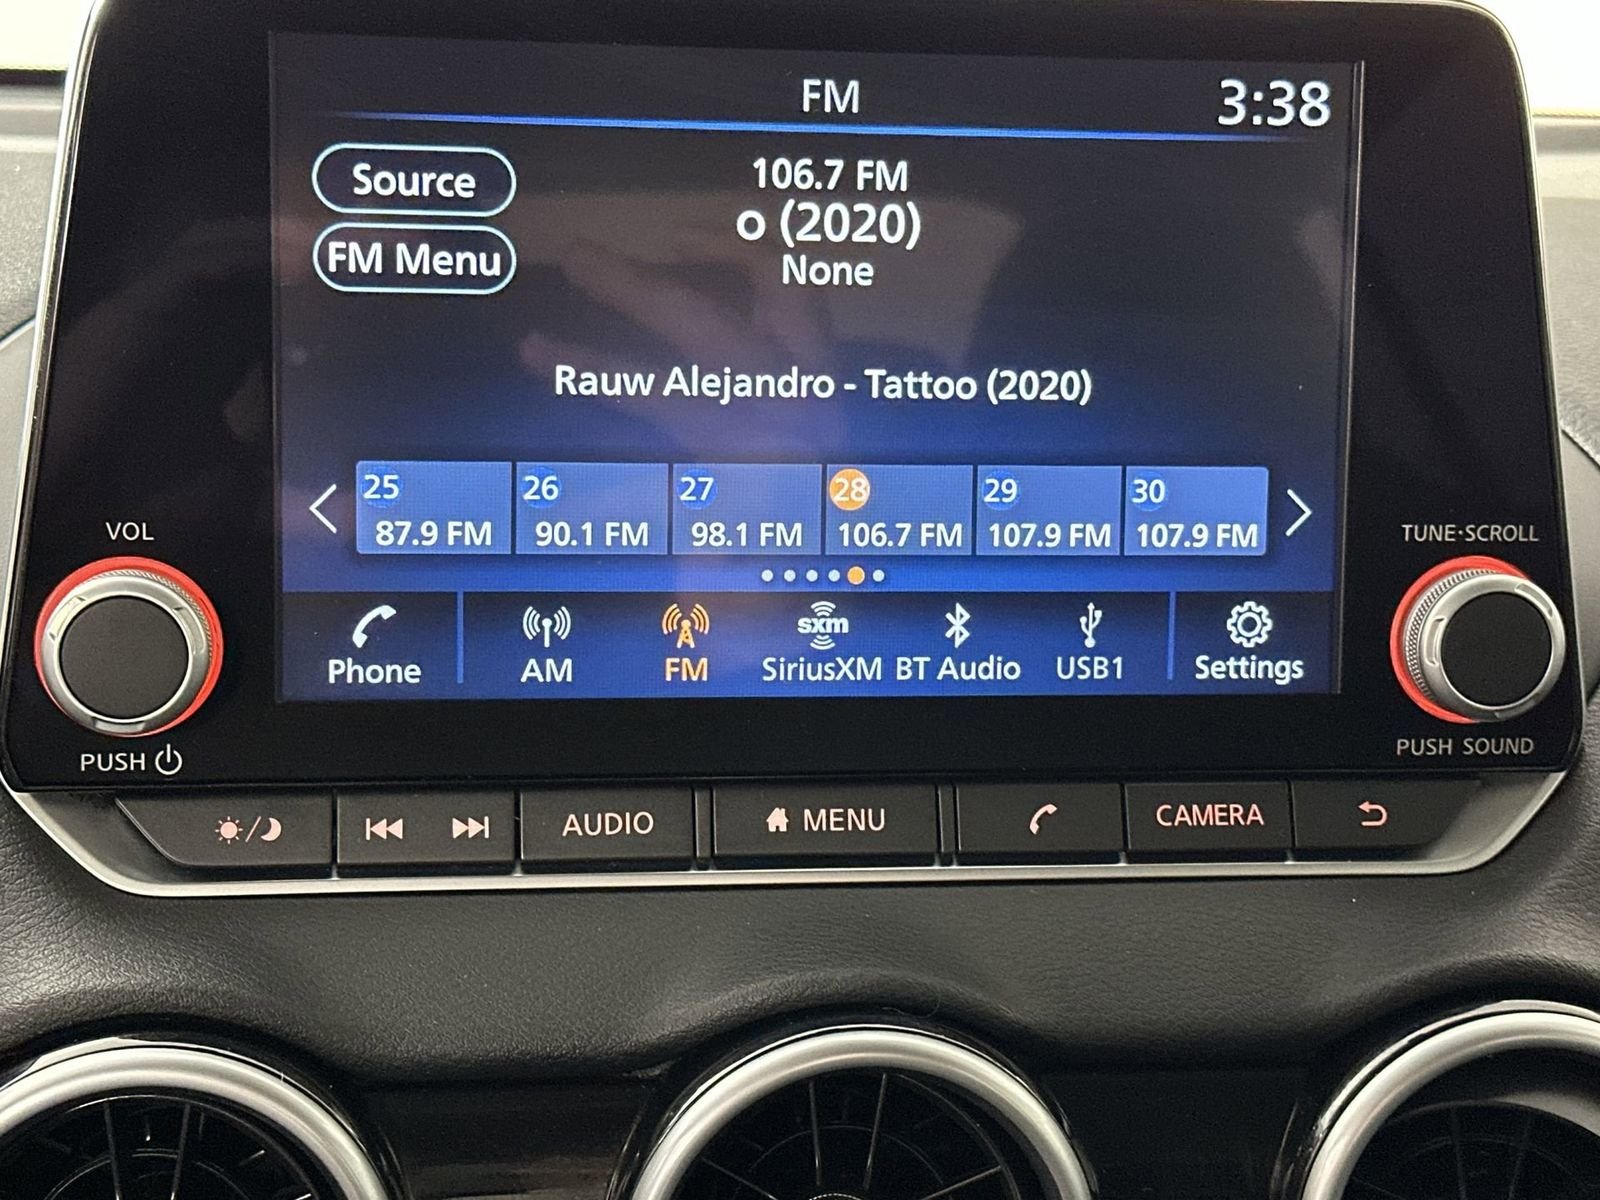 FM
3:38
Source
106.7 FM
o (2020)
FM Menu
None
Rauw Alejandro - Tattoo (2020)
25 26 27 28 29 30
87.9 FM 90.1 FM 98.1 FM 106.7 FM 107.9 FM 107.9 FM
VOL
TUNE·SCROLL
sxm
Phone AM FM SiriusXM BT Audio USB1 Settings
PUSH
PUSH SOUND
AUDIO MENU CAMERA